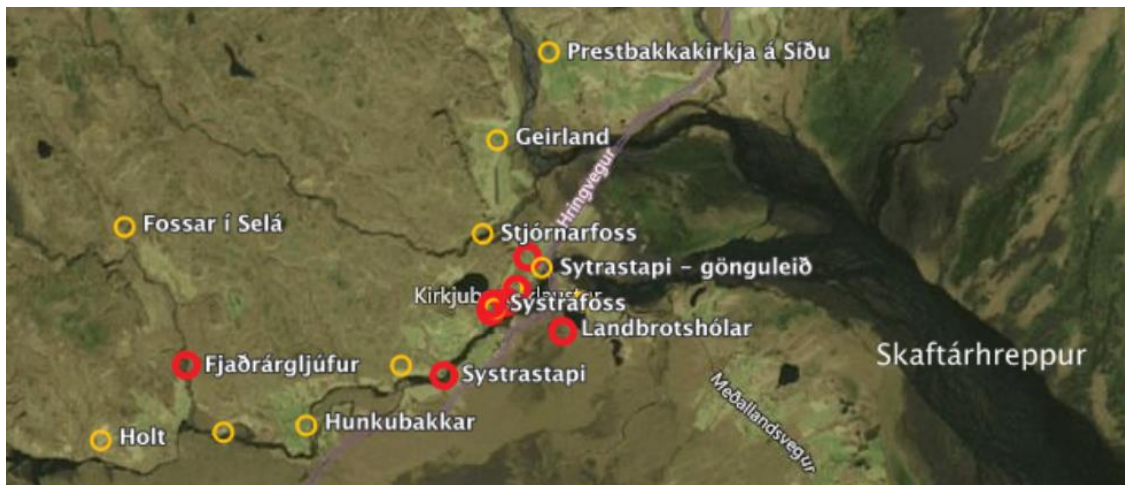 Prestbakkakirkja á Síðu
Geirland
Hringvegur
Fossar í Selá
Stjórnarfoss
Sytrastapi – gönguleið
Systrafoss
Landbrotshólar
Skaftárhreppur
Fjaðrárgljúfur
Systrastapi
Meðallandsvegur
Hunkubakkar
Holt